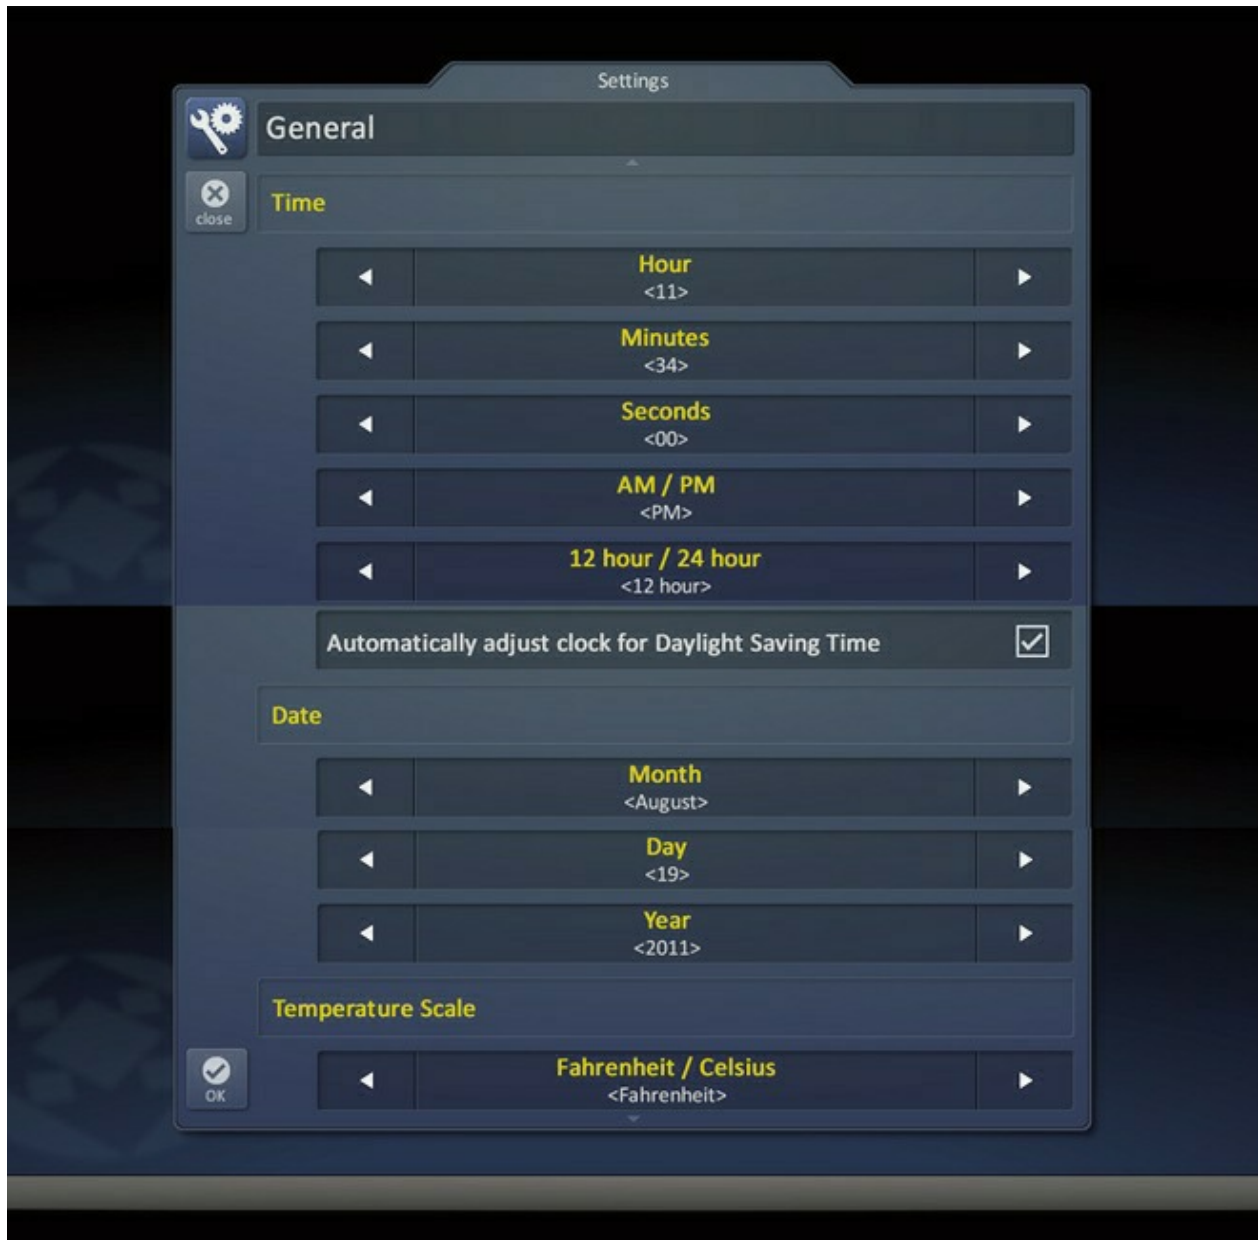 Settings
General
close
Time
Hour
<11>
Minutes
<34>
Seconds
<00>
AM / PM
<PM>
12 hour / 24 hour
<12 hour>
Automatically adjust clock for Daylight Saving Time
Date
Month
<August>
Day
<19>
Year
<2011>
Temperature Scale
OK
Fahrenheit / Celsius
<Fahrenheit>